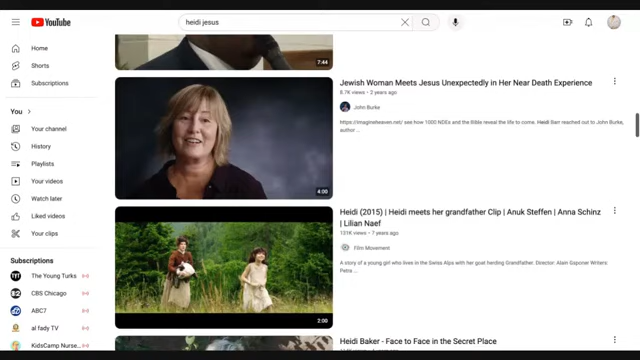 YouTube
heidi jesus
Home
Shorts
Subscriptions
You
Your channel
History
Playlists
Your videos
Watch later
Liked videos
Your clips
Subscriptions
The Young Turks
CBS Chicago
ABC7
al fady TV
KidsCamp Nurse...
7:44
4:00
Jewish Woman Meets Jesus Unexpectedly in Her Near Death Experience
8.7K views • 2 years ago
John Burke
https://imagineheaven.net/ see how 1000 NDEs and the Bible reveal the life to come. Heidi Barr reached out to John Burke,
author ...
2:00
Heidi (2015) | Heidi meets her grandfather Clip | Anuk Steffen | Anna Schinz
| Lilian Naef
131K views • 7 years ago
Film Movement
A story of a young girl who lives in the Swiss Alps with her goat herding Grandfather. Director: Alain Gsponer Writers:
Petra ...
Heidi Baker - Face to Face in the Secret Place